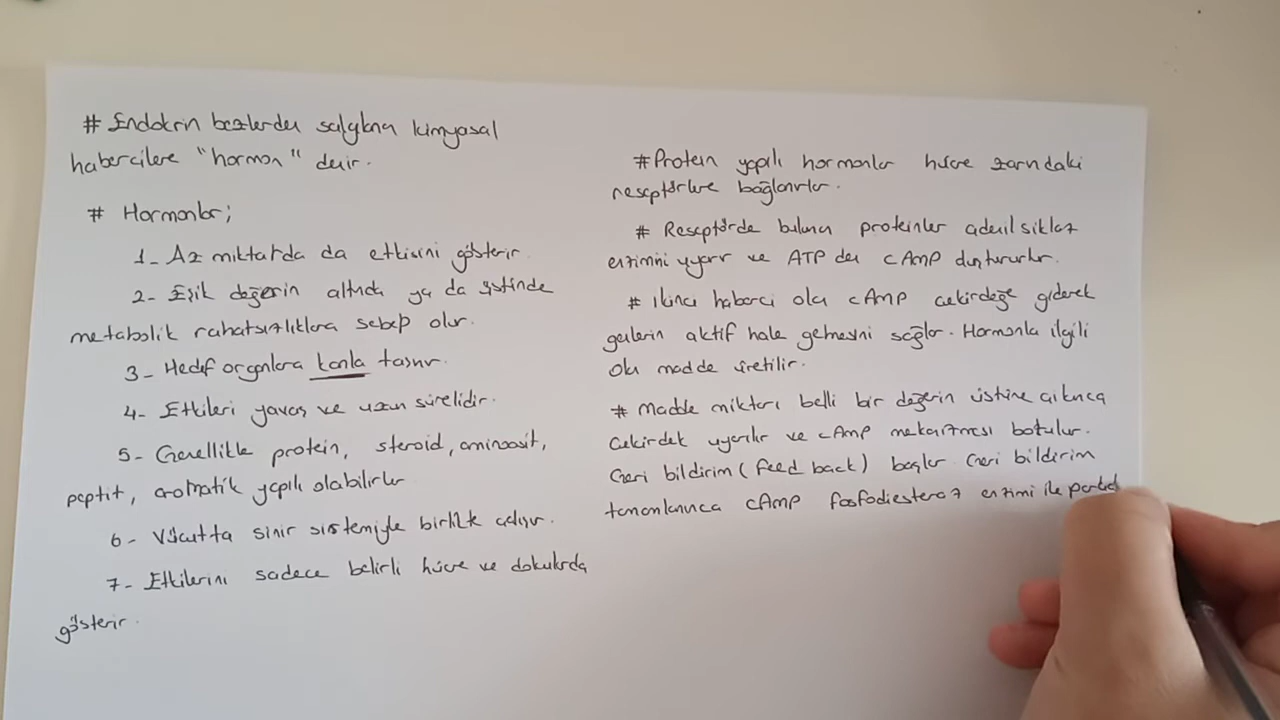 # Endokrin bezlerden salgılanan kimyasal
habercilere "hormon" denir.
# Hormonlar;
1- Az miktarda da etkisini gösterir
2- Eşik değerin altında ya da üstünde
metabolik rahatsızlıklara sebep olur.
3- Hedef organlara kanla taşınır.
4- Etkileri yavaş ve uzun sürelidir.
5- Genellikle protein, steroid, aminoasit,
peptit, aromatik yapılı olabilirler
6- Vücutta sinir sistemiyle birlikte çalışır.
7- Etkilerini sadece belirli hücre ve dokularda
gösterir.
# Protein yapılı hormonlar hücre zarındaki
reseptörlere bağlanırlar.
# Reseptörde bulunan proteinler adenilsiklaz
enzimini uyarır ve ATP den cAMP oluştururlar.
# İkinci haberci olan cAMP çekirdeğe giderek
genlerin aktif hale gelmesini sağlar. Hormonla ilgili
olan madde üretilir.
# Madde miktarı belli bir değerin üstüne çıkınca
çekirdek uyarılır ve cAMP mekanizması
Geri bildirim (feed back) başlar. Geri bildirim
tamamlanınca cAMP fosfodiesteraz enzimi ile